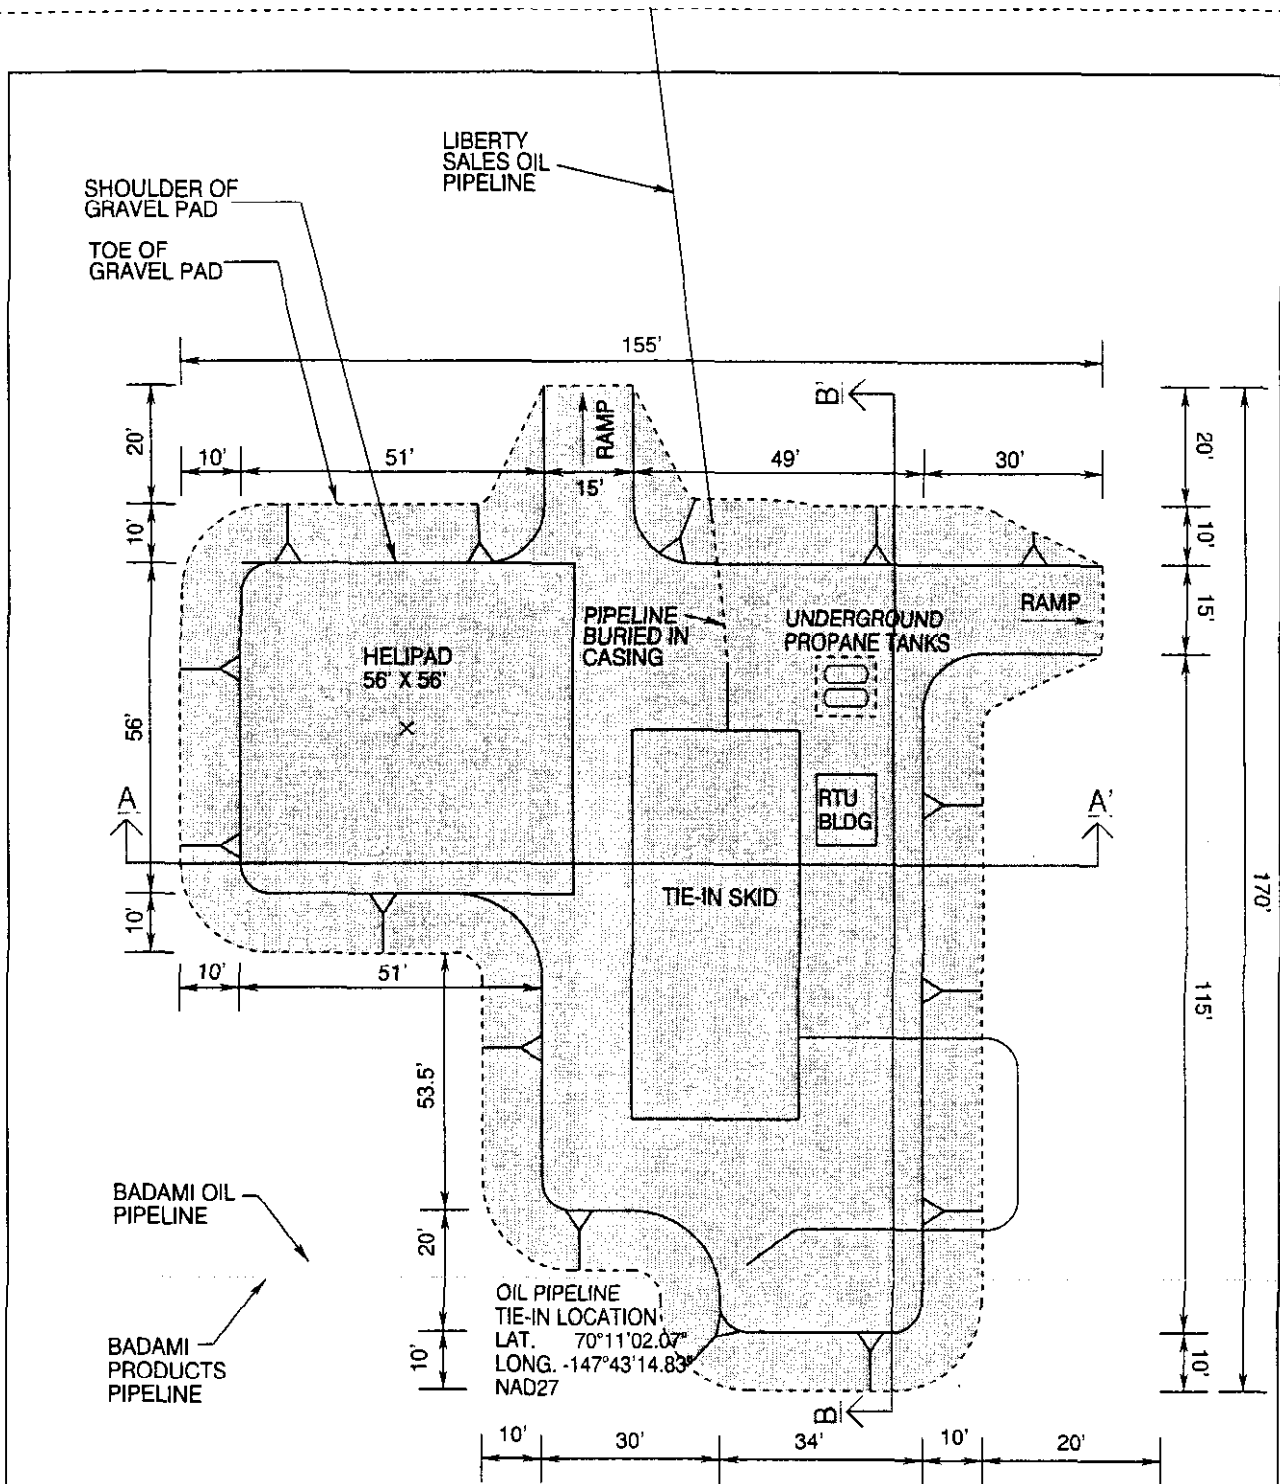 LIBERTY
SALES OIL
PIPELINE
SHOULDER OF
GRAVEL PAD
TOE OF
GRAVEL PAD
155'
B
20'
10'
51'
RAMP
15'
49'
30'
20'
10'
10'
PIPELINE
BURIED IN
CASING
UNDERGROUND
PROPANE TANKS
RAMP
15'
HELIPAD
56' X 56'
56'
A
RTU
BLDG
A'
TIE-IN SKID
170'
10'
10'
51'
115'
53.5'
BADAMI OIL
PIPELINE
20'
OIL PIPELINE
TIE-IN LOCATION
LAT. 70°11'02.07"
LONG. -147°43'14.83"
NAD27
BADAMI
PRODUCTS
PIPELINE
10'
10'
B
10'
30'
34'
10'
20'